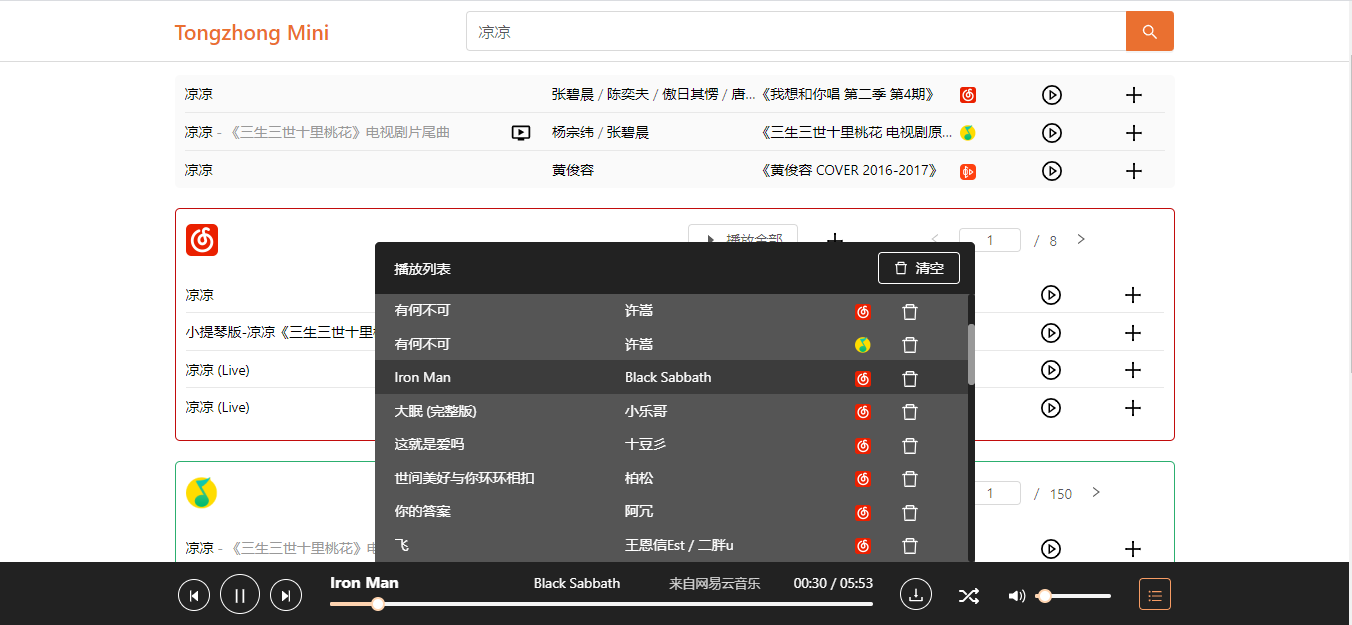 Tongzhong Mini
凉凉
凉凉 张碧晨 / 陈奕夫 / 傲日其愣 / 唐... 《我想和你唱 第二季 第4期》
凉凉 - 《三生三世十里桃花》电视剧片尾曲 杨宗纬 / 张碧晨 《三生三世十里桃花 电视剧原...
凉凉 黄俊容 《黄俊容 COVER 2016-2017》
播放全部 1 / 8
播放列表 清空
凉凉
小提琴版-凉凉《三生三世十里
凉凉 (Live)
凉凉 (Live)
有何不可 许嵩
有何不可 许嵩
Iron Man Black Sabbath
大眠 (完整版) 小乐哥
这就是爱吗 十豆彡
世间美好与你环环相扣 柏松
你的答案 阿冗
飞 王恩信Est / 二胖u
1 / 150
凉凉 - 《三生三世十里桃花》
Iron Man Black Sabbath 来自网易云音乐 00:30 / 05:53